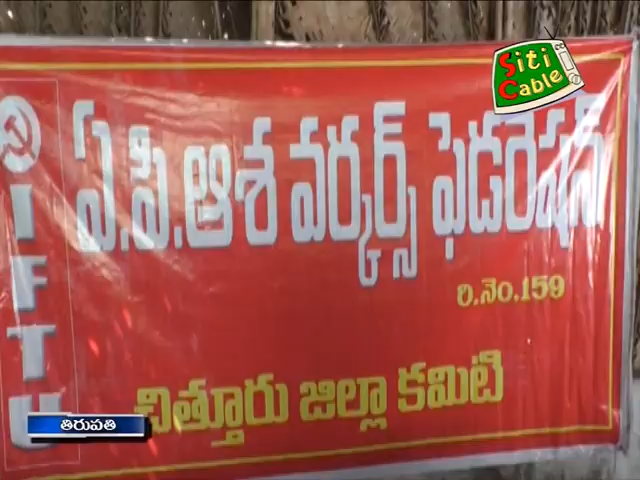 Siti
Cable
ఏ.పి.ఆశ వర్కర్స్ ఫెడరేషన్
రి.నెం.159
IFTU
చిత్తూరు జిల్లా కమిటి
తిరుపతి